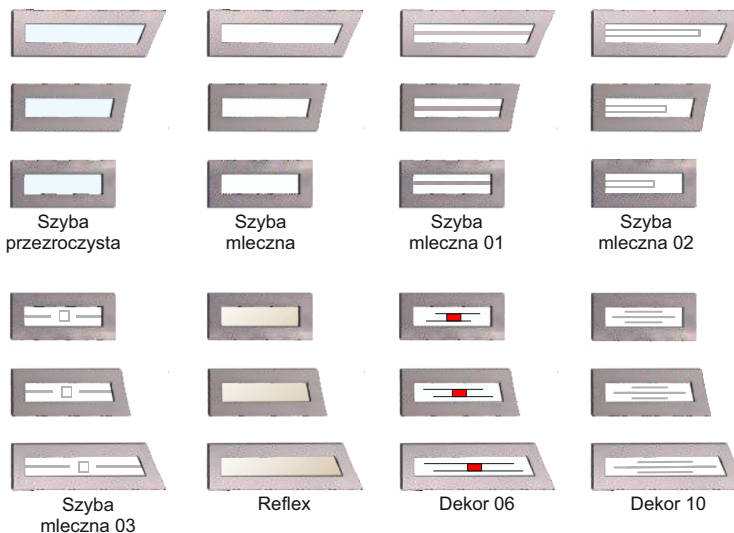 Szyba
przezroczysta
Szyba
mleczna
Szyba
mleczna 01
Szyba
mleczna 02
Szyba
mleczna 03
Reflex
Dekor 06
Dekor 10